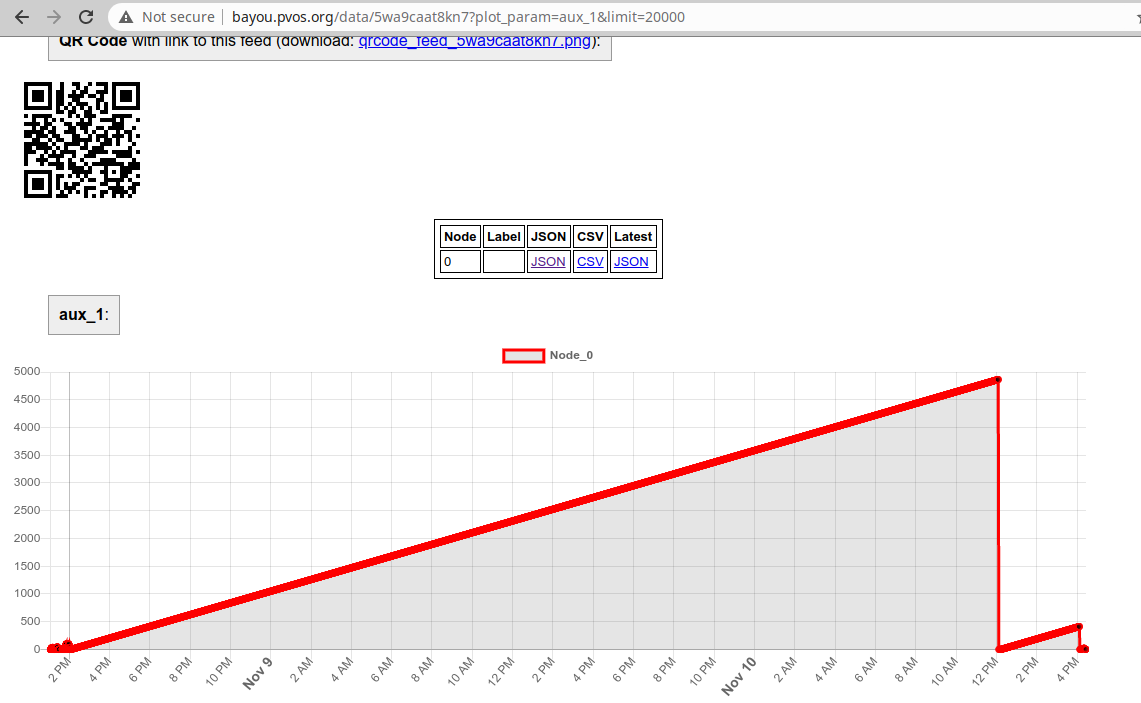 Not secure | bayou.pvos.org/data/5wa9caat8kn7?plot_param=aux_1&limit=20000
QR Code with link to this feed (download: qrcode_feed_5wa9caat8kn7.png):
Node Label JSON CSV Latest
0 JSON CSV JSON
aux_1:
Node_0
5000
4500
4000
3500
3000
2500
2000
1500
1000
500
0
2 PM 4 PM 6 PM 8 PM 10 PM Nov 9 2 AM 4 AM 6 AM 8 AM 10 AM 12 PM 2 PM 4 PM 6 PM 8 PM 10 PM Nov 10 2 AM 4 AM 6 AM 8 AM 10 AM 12 PM 2 PM 4 PM